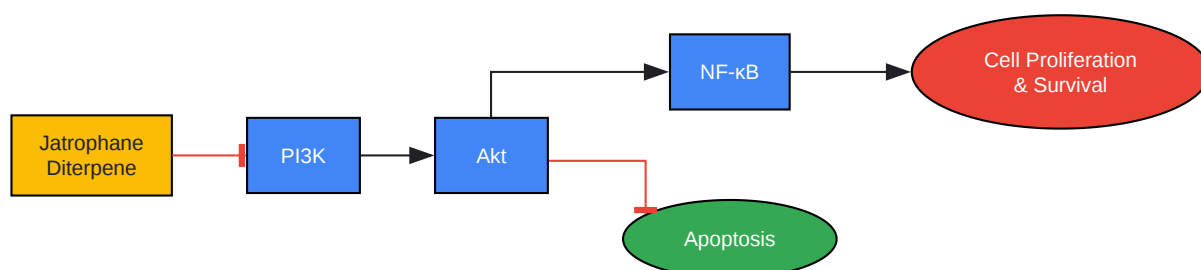 Jatrophane
Diterpene
PI3K
Akt
NF-κB
Cell Proliferation
& Survival
Apoptosis